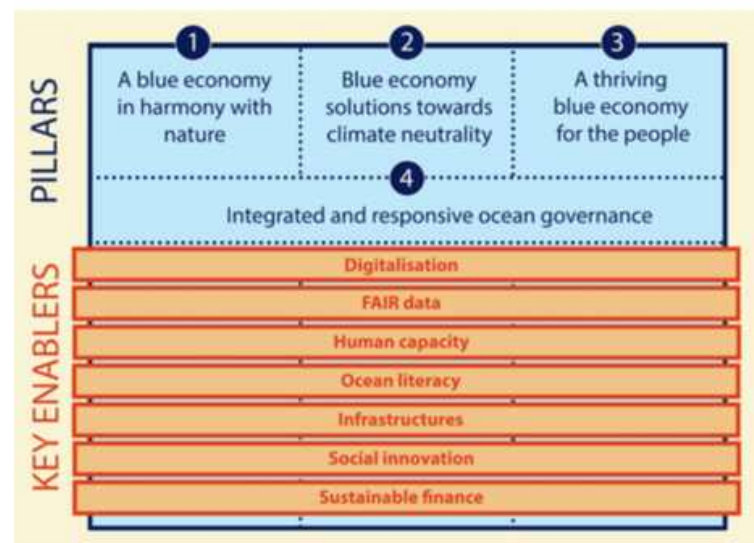 PILLARS
1
A blue economy
in harmony with
nature
2
Blue economy
solutions towards
climate neutrality
3
A thriving
blue economy
for the people
4
Integrated and responsive ocean governance
KEY ENABLERS
Digitalisation
FAIR data
Human capacity
Ocean literacy
Infrastructures
Social innovation
Sustainable finance